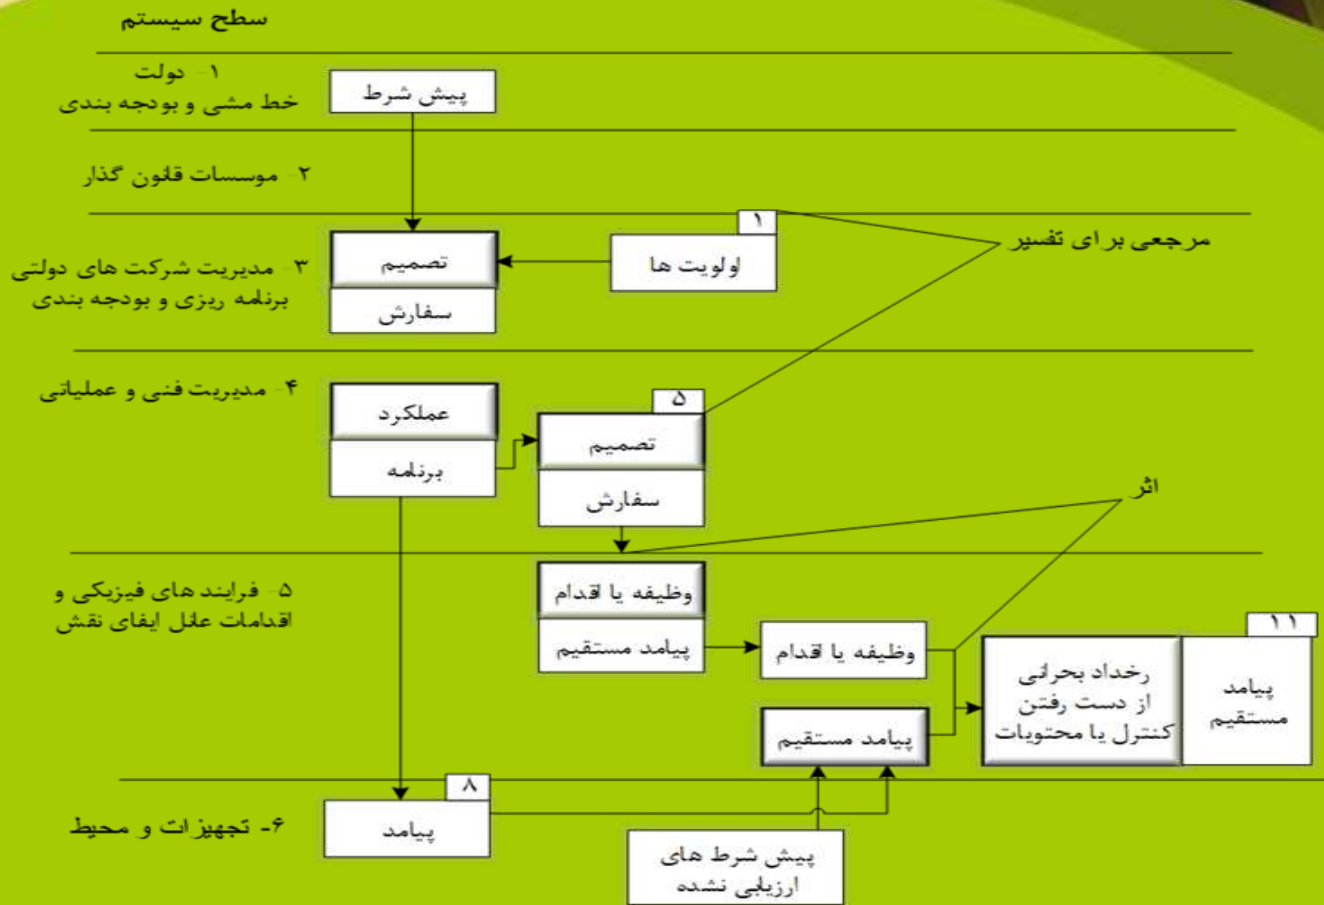 سطح سیستم
۱- دولت
خط مشی و بودجه بندی
پیش شرط
۲- موسسات قانون گذار
۳- مدیریت شرکت های دولتی
برنامه ریزی و بودجه بندی
تصمیم
سفارش
۱
اولویت ها
مرجعی برای تفسیر
۴- مدیریت فنی و عملیاتی
عملکرد
برنامه
۵
تصمیم
سفارش
اثر
۵- فرایند های فیزیکی و
اقدامات عاتل ایفای نقش
وظیفه یا اقدام
پیامد مستقیم
وظیفه یا اقدام
پیامد مستقیم
رخداد بحرانی
از دست رفتن
کنترل یا محتویات
۱۱
پیامد
مستقیم
۶- تجهیزات و محیط
۸
پیامد
پیش شرط های
ارزیابی نشده